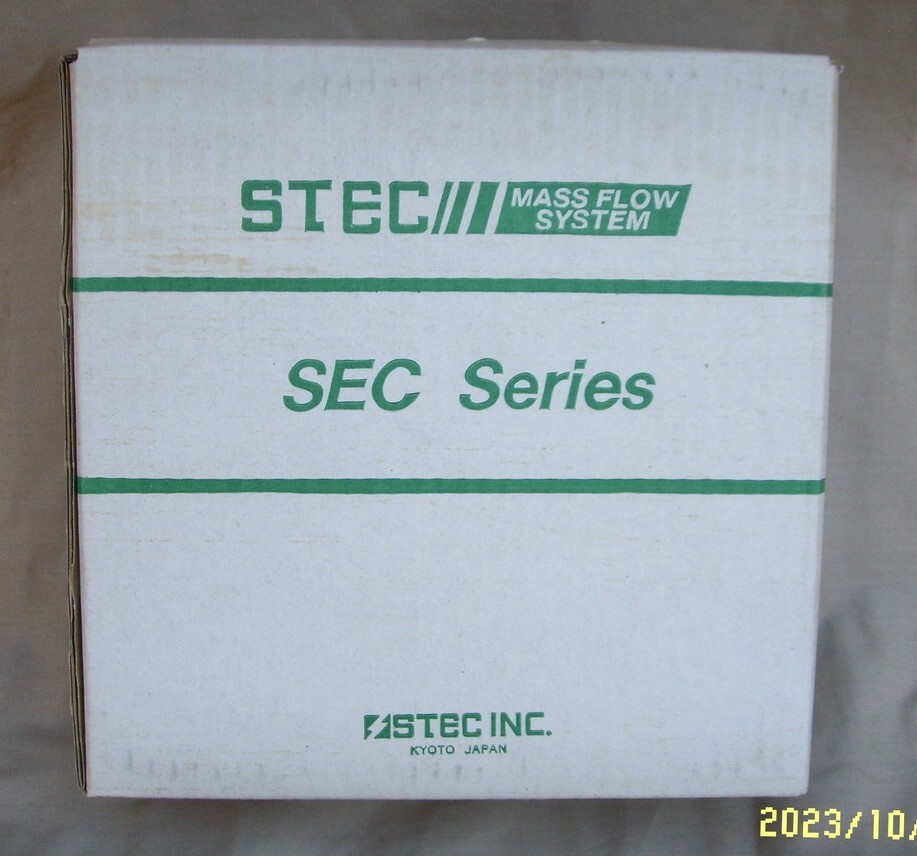 STEC/// MASS FLOW
SYSTEM
SEC Series
STEC INC.
KYOTO JAPAN
2023/10/